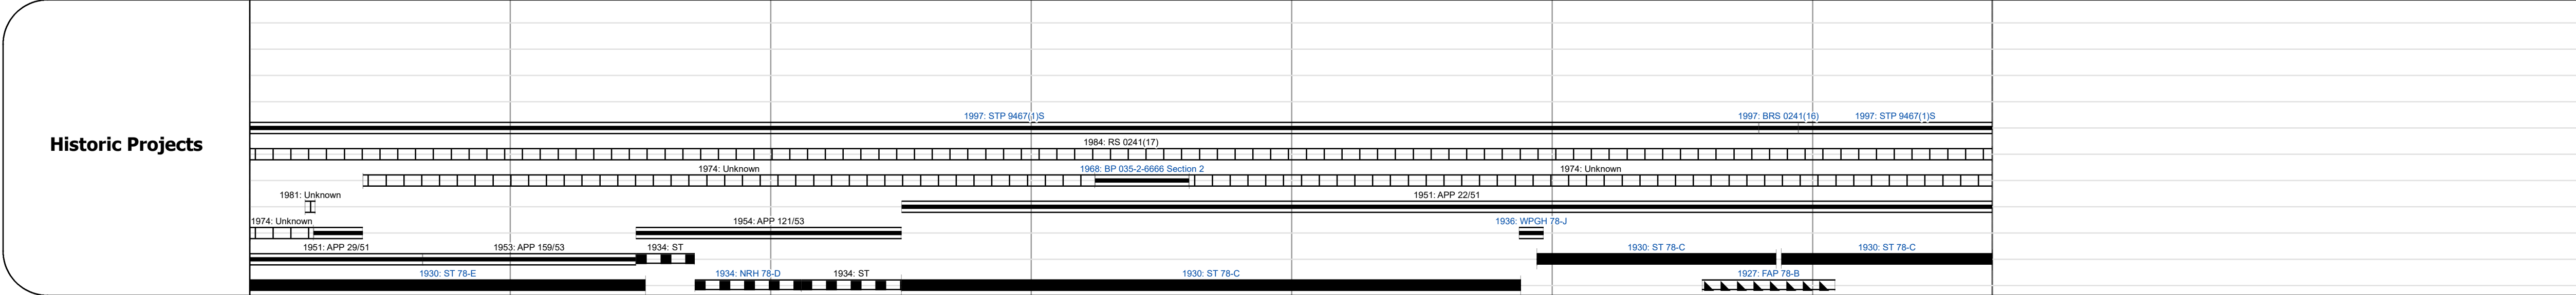 Historic Projects
1997: STP 9467(1)S 1997: BRS 0241(16) 1997: STP 9467(1)S
1984: RS 0241(17)
1974: Unknown 1968: BP 035-2-6666 Section 2 1974: Unknown
1981: Unknown 1951: APP 22/51
1974: Unknown 1954: APP 121/53 1936: WPGH 78-J
1951: APP 29/51 1953: APP 159/53 1934: ST 1930: ST 78-C 1930: ST 78-C
1930: ST 78-E 1934: NRH 78-D 1934: ST 1930: ST 78-C 1927: FAP 78-B